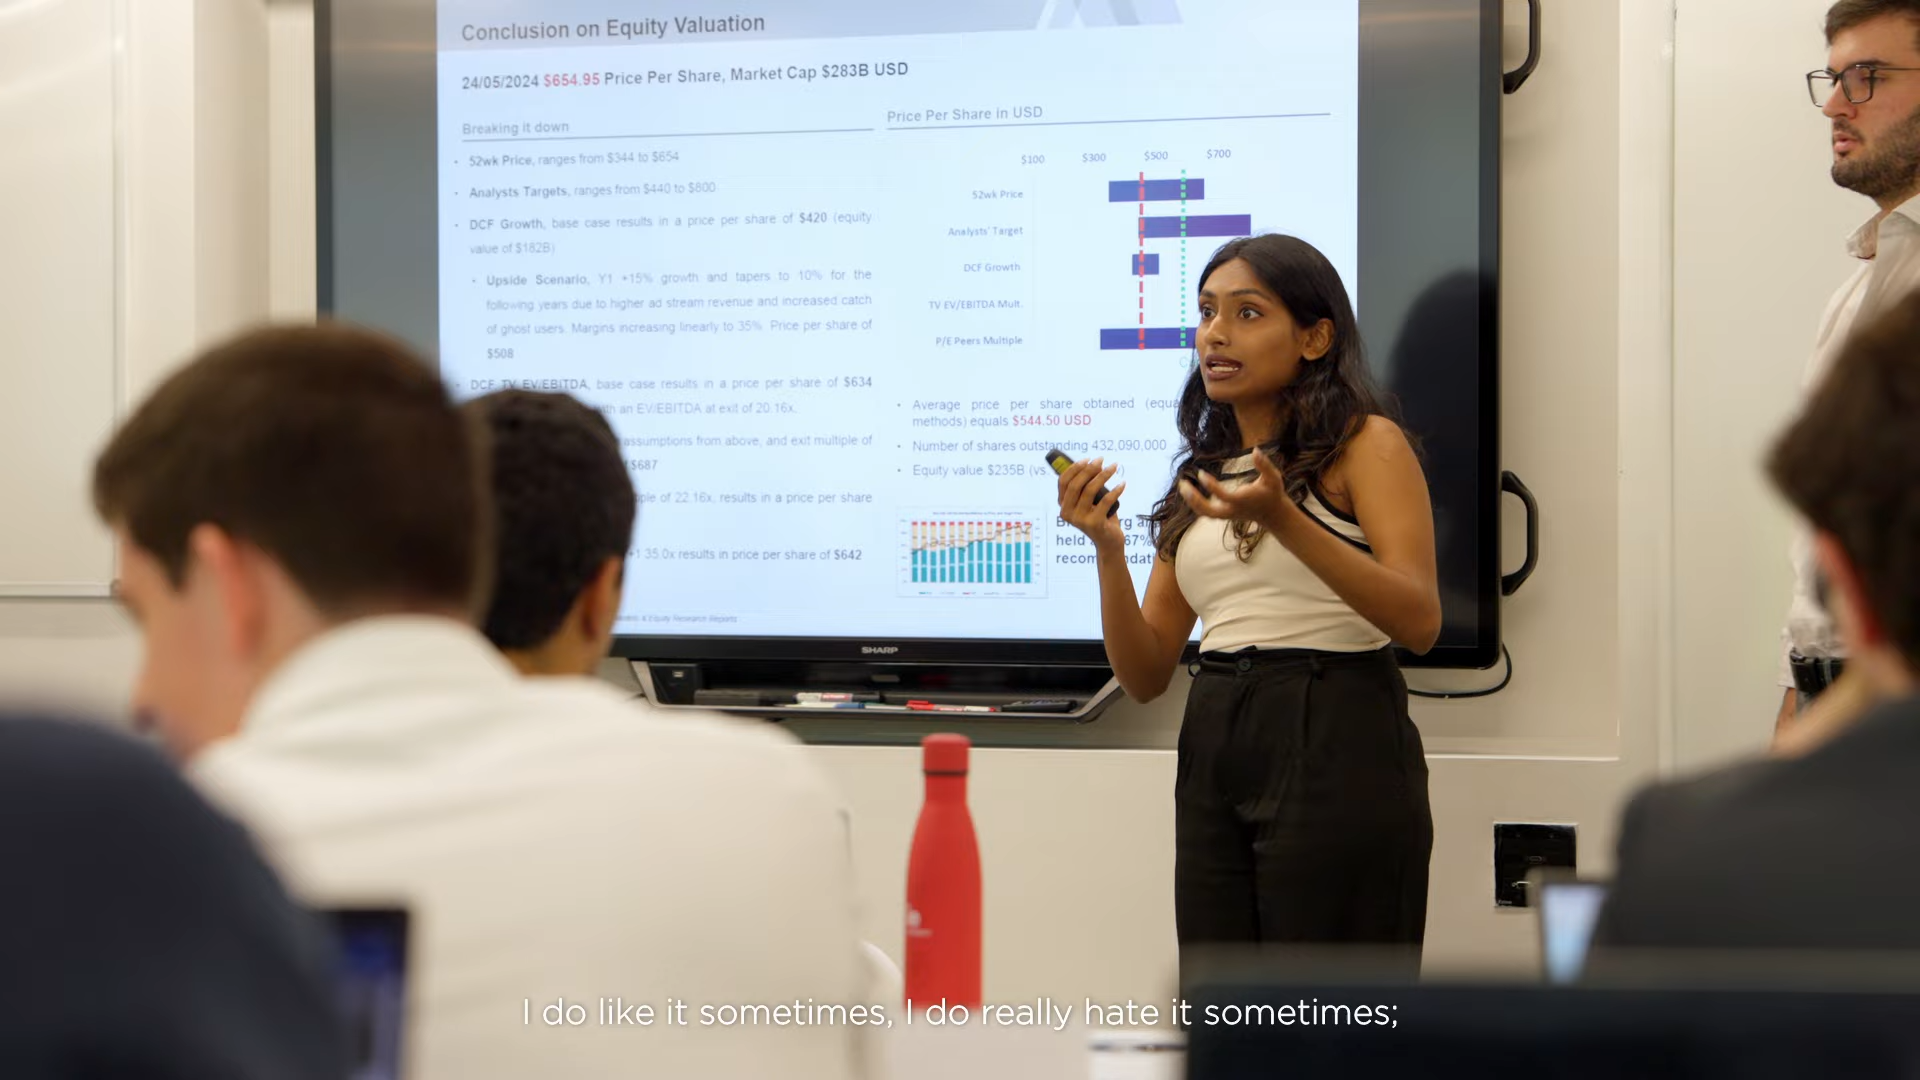 Conclusion on Equity Valuation
24/05/2024 $654.95 Price Per Share, Market Cap $283B USD
Breaking it down
52wk Price, ranges from $344 to $654
Analysts Targets, ranges from $440 to $800
DCF Growth, base case results in a price per share of $420 (equity
value of $182B)
Upside Scenario, Y1 +15% growth and tapers to 10% for the
following years due to higher ad stream revenue and increased catch
of ghost users. Margins increasing linearly to 35%. Price per share of
$508
DCF TV EV/EBITDA, base case results in a price per share of $634
an EV/EBITDA at exit of 20.16x.
assumptions from above, and exit multiple of
$687
of 22.16x, results in a price per share
35.0x results in price per share of $642
& Equity Research Reports
Price Per Share in USD
$100 $300 $500 $700
52wk Price
Analysts' Target
DCF Growth
TV EV/EBITDA Mult.
P/E Peers Multiple
Average price per share obtained
methods) equals $544.50 USD
Number of shares outstanding 432,090,000
Equity value $235B (vs.
held 67%
SHARP
I do like it sometimes, I do really hate it sometimes;